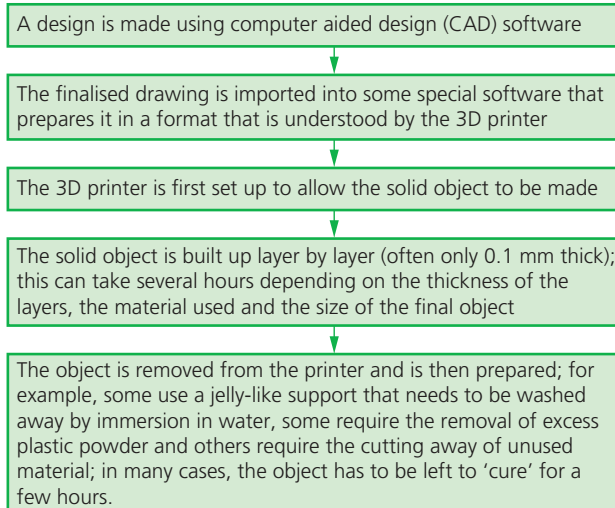 A design is made using computer aided design (CAD) software
The finalised drawing is imported into some special software that
prepares it in a format that is understood by the 3D printer
The 3D printer is first set up to allow the solid object to be made
The solid object is built up layer by layer (often only 0.1 mm thick);
this can take several hours depending on the thickness of the
layers, the material used and the size of the final object
The object is removed from the printer and is then prepared; for
example, some use a jelly-like support that needs to be washed
away by immersion in water, some require the removal of excess
plastic powder and others require the cutting away of unused
material; in many cases, the object has to be left to ‘cure’ for a
few hours.